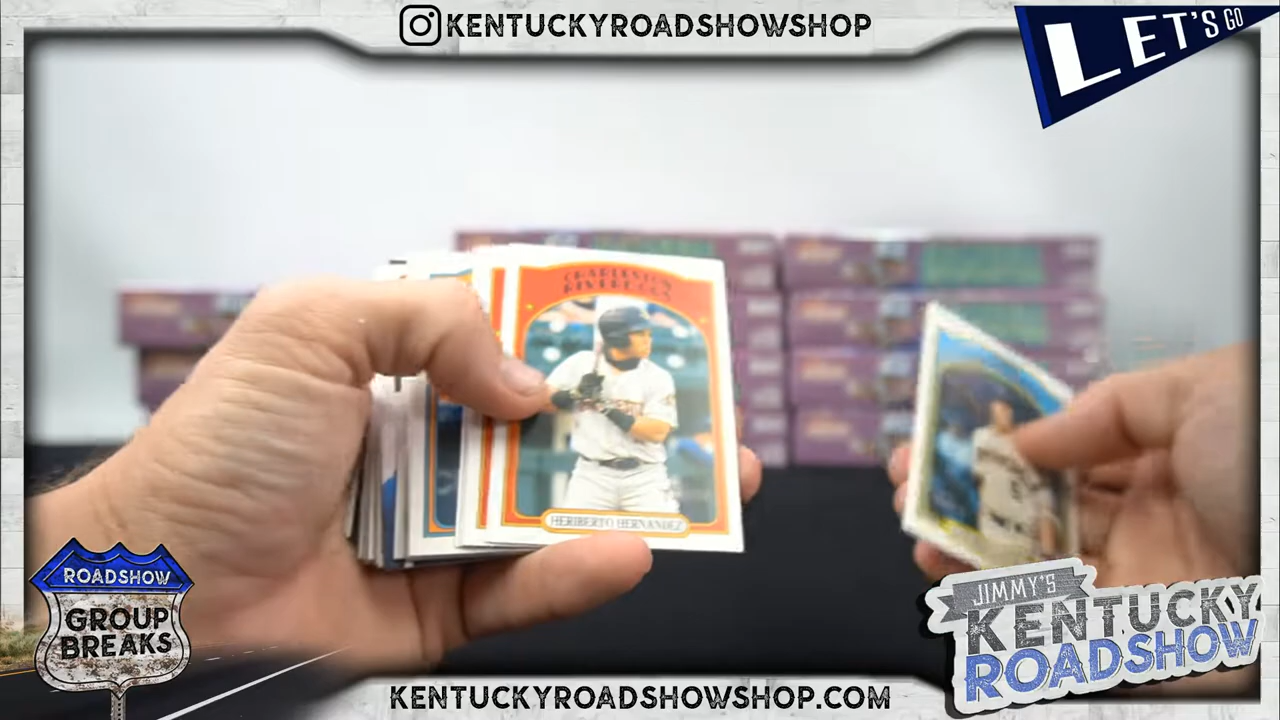 KENTUCKYROADSHOWSHOP
LET'S GO
CHARLESTON
RIVERDOGS
HERIBERTO HERNANDEZ
ROADSHOW
GROUP
BREAKS
JIMMY'S
KENTUCKY
ROADSHOW
KENTUCKYROADSHOWSHOP.COM